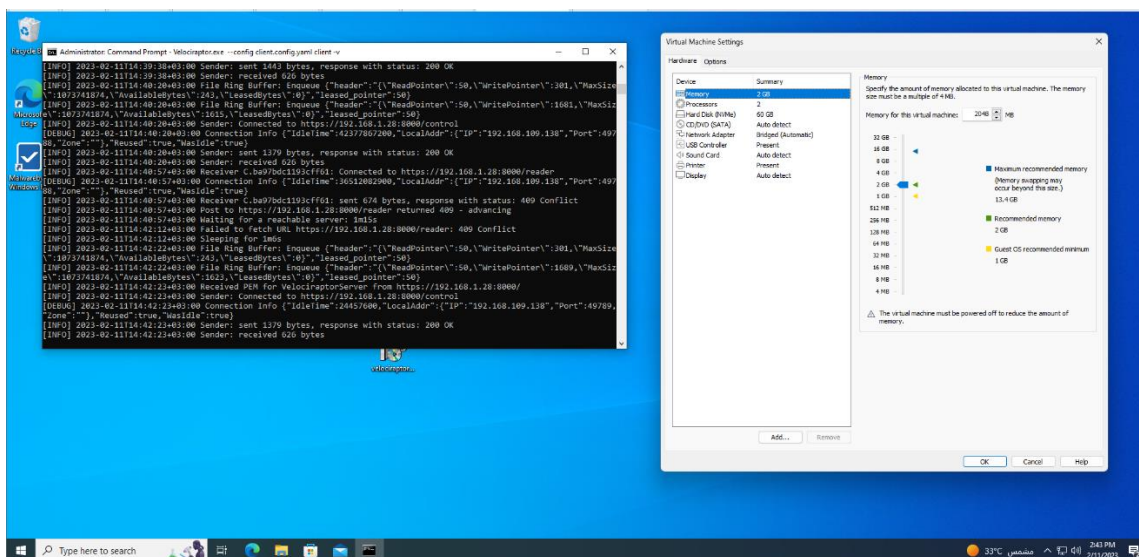 Recycle B
Microsoft
Edge
Malwareb
Windows
Administrator: Command Prompt - Velociraptor.exe --config client.config.yaml client -v
[INFO] 2023-02-11T14:39:38+03:00 Sender: sent 1443 bytes, response with status: 200 OK
[INFO] 2023-02-11T14:39:38+03:00 Sender: received 626 bytes
[INFO] 2023-02-11T14:40:20+03:00 File Ring Buffer: Enqueue {"header":"{\"ReadPointer\":50,\"WritePointer\":301,\"MaxSize
\":1073741874,\"AvailableBytes\":243,\"LeasedBytes\":0}","leased_pointer":50}
[INFO] 2023-02-11T14:40:20+03:00 File Ring Buffer: Enqueue {"header":"{\"ReadPointer\":50,\"WritePointer\":1681,\"MaxSiz
e\":1073741874,\"AvailableBytes\":1615,\"LeasedBytes\":0}","leased_pointer":50}
[INFO] 2023-02-11T14:40:20+03:00 Sender: Connected to https://192.168.1.28:8000/control
[DEBUG] 2023-02-11T14:40:20+03:00 Connection Info {"IdleTime":42377867200,"LocalAddr":{"IP":"192.168.109.138","Port":497
88,"Zone":""},"Reused":true,"WasIdle":true}
[INFO] 2023-02-11T14:40:20+03:00 Sender: sent 1379 bytes, response with status: 200 OK
[INFO] 2023-02-11T14:40:20+03:00 Sender: received 626 bytes
[INFO] 2023-02-11T14:40:57+03:00 Receiver C.ba97bdc1193cff61: Connected to https://192.168.1.28:8000/reader
[DEBUG] 2023-02-11T14:40:57+03:00 Connection Info {"IdleTime":36512082900,"LocalAddr":{"IP":"192.168.109.138","Port":497
88,"Zone":""},"Reused":true,"WasIdle":true}
[INFO] 2023-02-11T14:40:57+03:00 Receiver C.ba97bdc1193cff61: sent 674 bytes, response with status: 409 Conflict
[INFO] 2023-02-11T14:40:57+03:00 Post to https://192.168.1.28:8000/reader returned 409 - advancing
[INFO] 2023-02-11T14:40:57+03:00 Waiting for a reachable server: 1m15s
[INFO] 2023-02-11T14:42:12+03:00 Failed to fetch URL https://192.168.1.28:8000/reader: 409 Conflict
[INFO] 2023-02-11T14:42:12+03:00 Sleeping for 1m6s
[INFO] 2023-02-11T14:42:22+03:00 File Ring Buffer: Enqueue {"header":"{\"ReadPointer\":50,\"WritePointer\":301,\"MaxSize
\":1073741874,\"AvailableBytes\":243,\"LeasedBytes\":0}","leased_pointer":50}
[INFO] 2023-02-11T14:42:22+03:00 File Ring Buffer: Enqueue {"header":"{\"ReadPointer\":50,\"WritePointer\":1689,\"MaxSiz
e\":1073741874,\"AvailableBytes\":1623,\"LeasedBytes\":0}","leased_pointer":50}
[INFO] 2023-02-11T14:42:23+03:00 Received PEM for VelociraptorServer from https://192.168.1.28:8000/
[INFO] 2023-02-11T14:42:23+03:00 Sender: Connected to https://192.168.1.28:8000/control
[DEBUG] 2023-02-11T14:42:23+03:00 Connection Info {"IdleTime":24457600,"LocalAddr":{"IP":"192.168.109.138","Port":49789,
"Zone":""},"Reused":true,"WasIdle":true}
[INFO] 2023-02-11T14:42:23+03:00 Sender: sent 1379 bytes, response with status: 200 OK
[INFO] 2023-02-11T14:42:23+03:00 Sender: received 626 bytes
velociraptor...
Virtual Machine Settings
Hardware Options
Device Summary
Memory 2 GB
Processors 2
Hard Disk (NVMe) 60 GB
CD/DVD (SATA) Auto detect
Network Adapter Bridged (Automatic)
USB Controller Present
Sound Card Auto detect
Printer Present
Display Auto detect
Add... Remove
Memory
Specify the amount of memory allocated to this virtual machine. The memory
size must be a multiple of 4 MB.
Memory for this virtual machine: 2048 MB
32 GB
16 GB
8 GB
4 GB
2 GB
1 GB
512 MB
256 MB
128 MB
64 MB
32 MB
16 MB
8 MB
4 MB
Maximum recommended memory
(Memory swapping may
occur beyond this size.)
13.4 GB
Recommended memory
2 GB
Guest OS recommended minimum
1 GB
The virtual machine must be powered off to reduce the amount of
memory.
OK Cancel Help
Type here to search
33°C مشمس
2:43 PM
2/11/2023